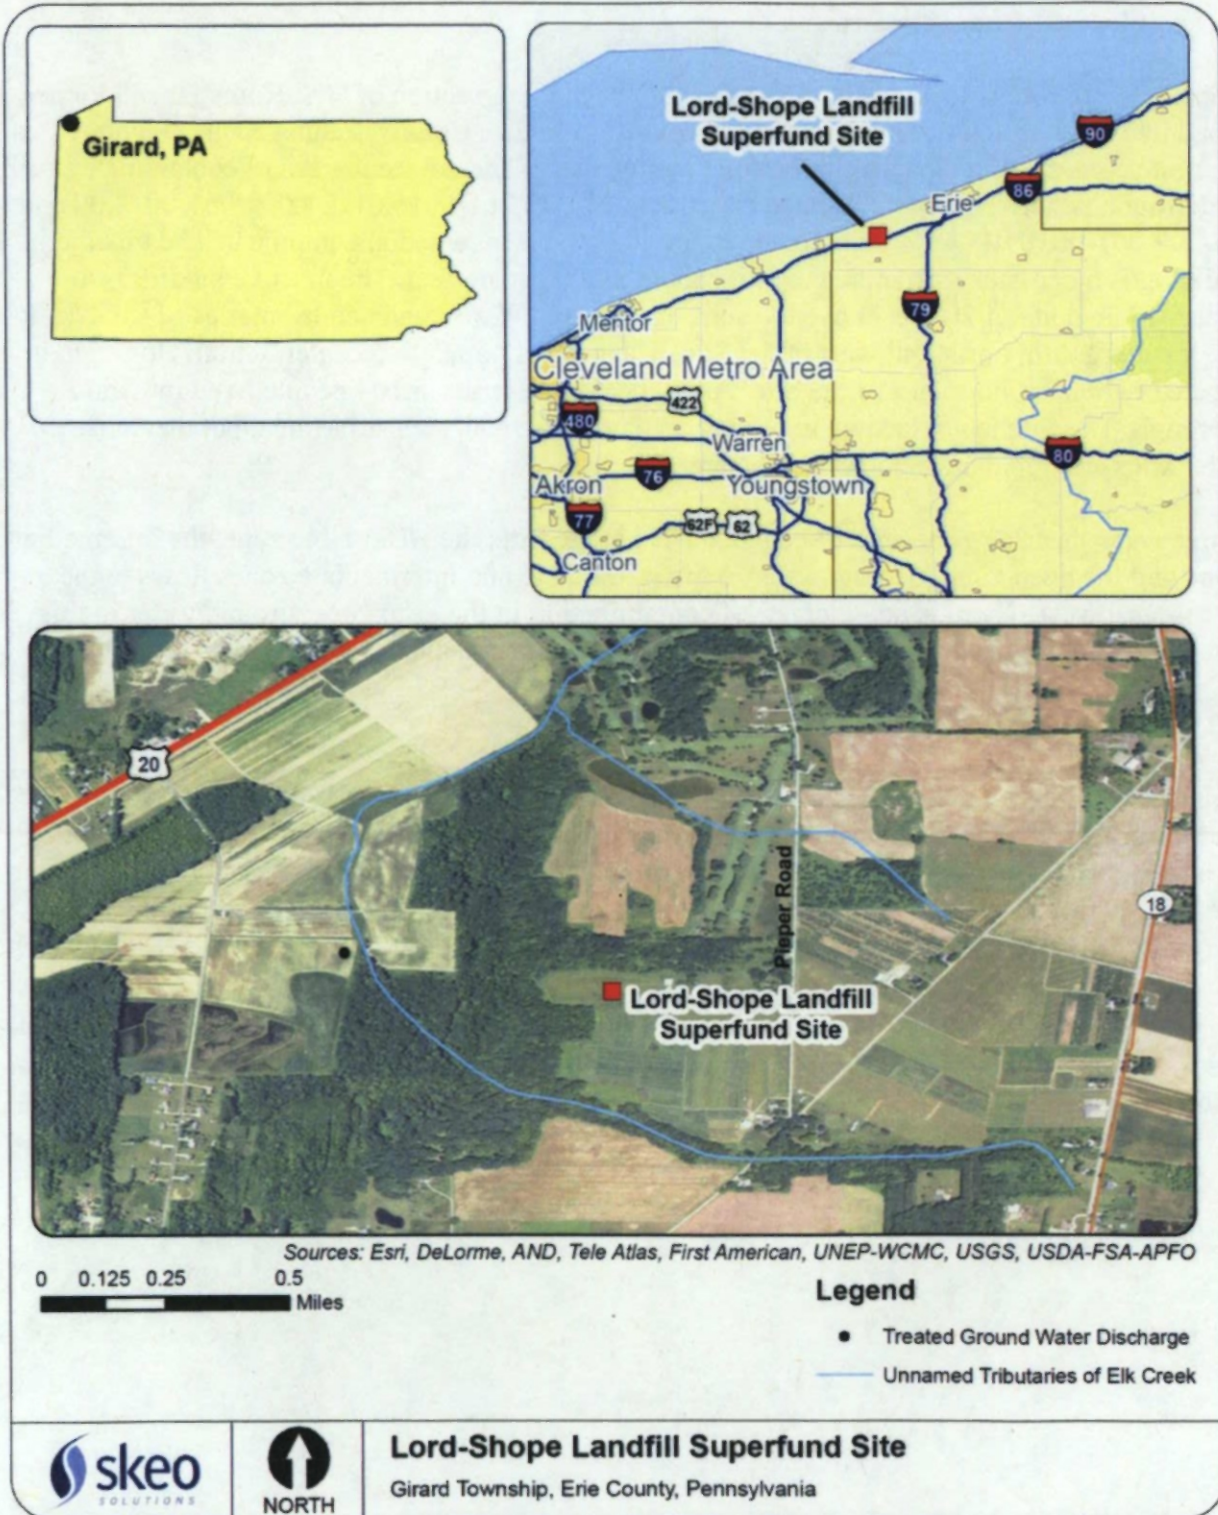 Girard, PA
Lord-Shope Landfill
Superfund Site
90
86
Erie
79
Mentor
Cleveland Metro Area
422
480
Warren
80
76
Akron
Youngstown
77
62F
62
Canton
20
Pieper Road
18
Lord-Shope Landfill
Superfund Site
Sources: Esri, DeLorme, AND, Tele Atlas, First American, UNEP-WCMC, USGS, USDA-FSA-APFO
0 0.125 0.25 0.5
Miles
Legend
Treated Ground Water Discharge
Unnamed Tributaries of Elk Creek
skeo
SOLUTIONS
NORTH
Lord-Shope Landfill Superfund Site
Girard Township, Erie County, Pennsylvania